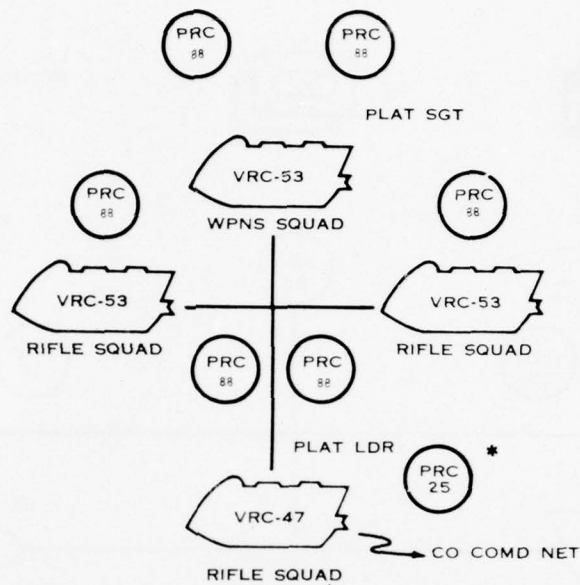 PRC
88
PRC
88
PLAT SGT
VRC-53
WPNS SQUAD
PRC
88
PRC
88
VRC-53
RIFLE SQUAD
VRC-53
RIFLE SQUAD
PRC
88
PRC
88
PLAT LDR
PRC
25
*
VRC-47
CO COMD NET
RIFLE SQUAD